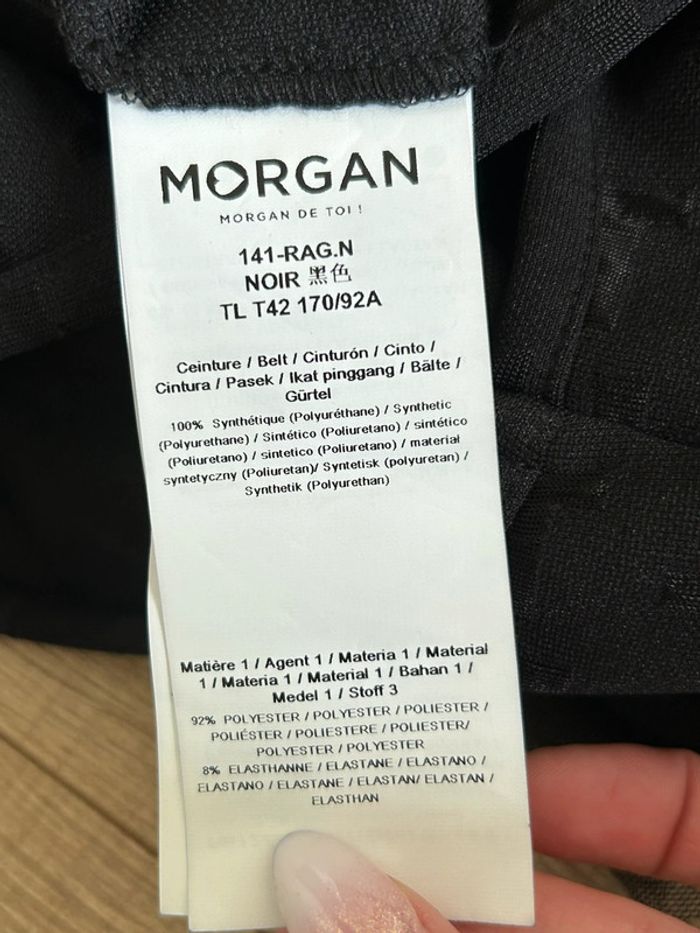 MORGAN
MORGAN DE TOI !
141-RAG.N
NOIR 黑色
TL T42 170/92A
Ceinture / Belt / Cinturón / Cinto /
Cintura / Pasek / Ikat pinggang / Bälte /
Gürtel
100% Synthétique (Polyuréthane) / Synthetic
(Polyurethane) / Sintético (Poliuretano) / sintético
(Poliuretano) / sintetico (Poliuretano) / materiał
syntetyczny (Poliuretan)/ Syntetisk (polyuretan) /
Synthetik (Polyurethan)
Matière 1 / Agent 1 / Materia 1 / Material
1 / Materia 1 / Material 1 / Bahan 1 /
Medel 1 / Stoff 3
92% POLYESTER / POLYESTER / POLIESTER /
POLIÉSTER / POLIESTERE / POLIESTER/
POLYESTER / POLYESTER
8% ELASTHANNE / ELASTANE / ELASTANO /
ELASTANO / ELASTANE / ELASTAN/ ELASTAN /
ELASTHAN